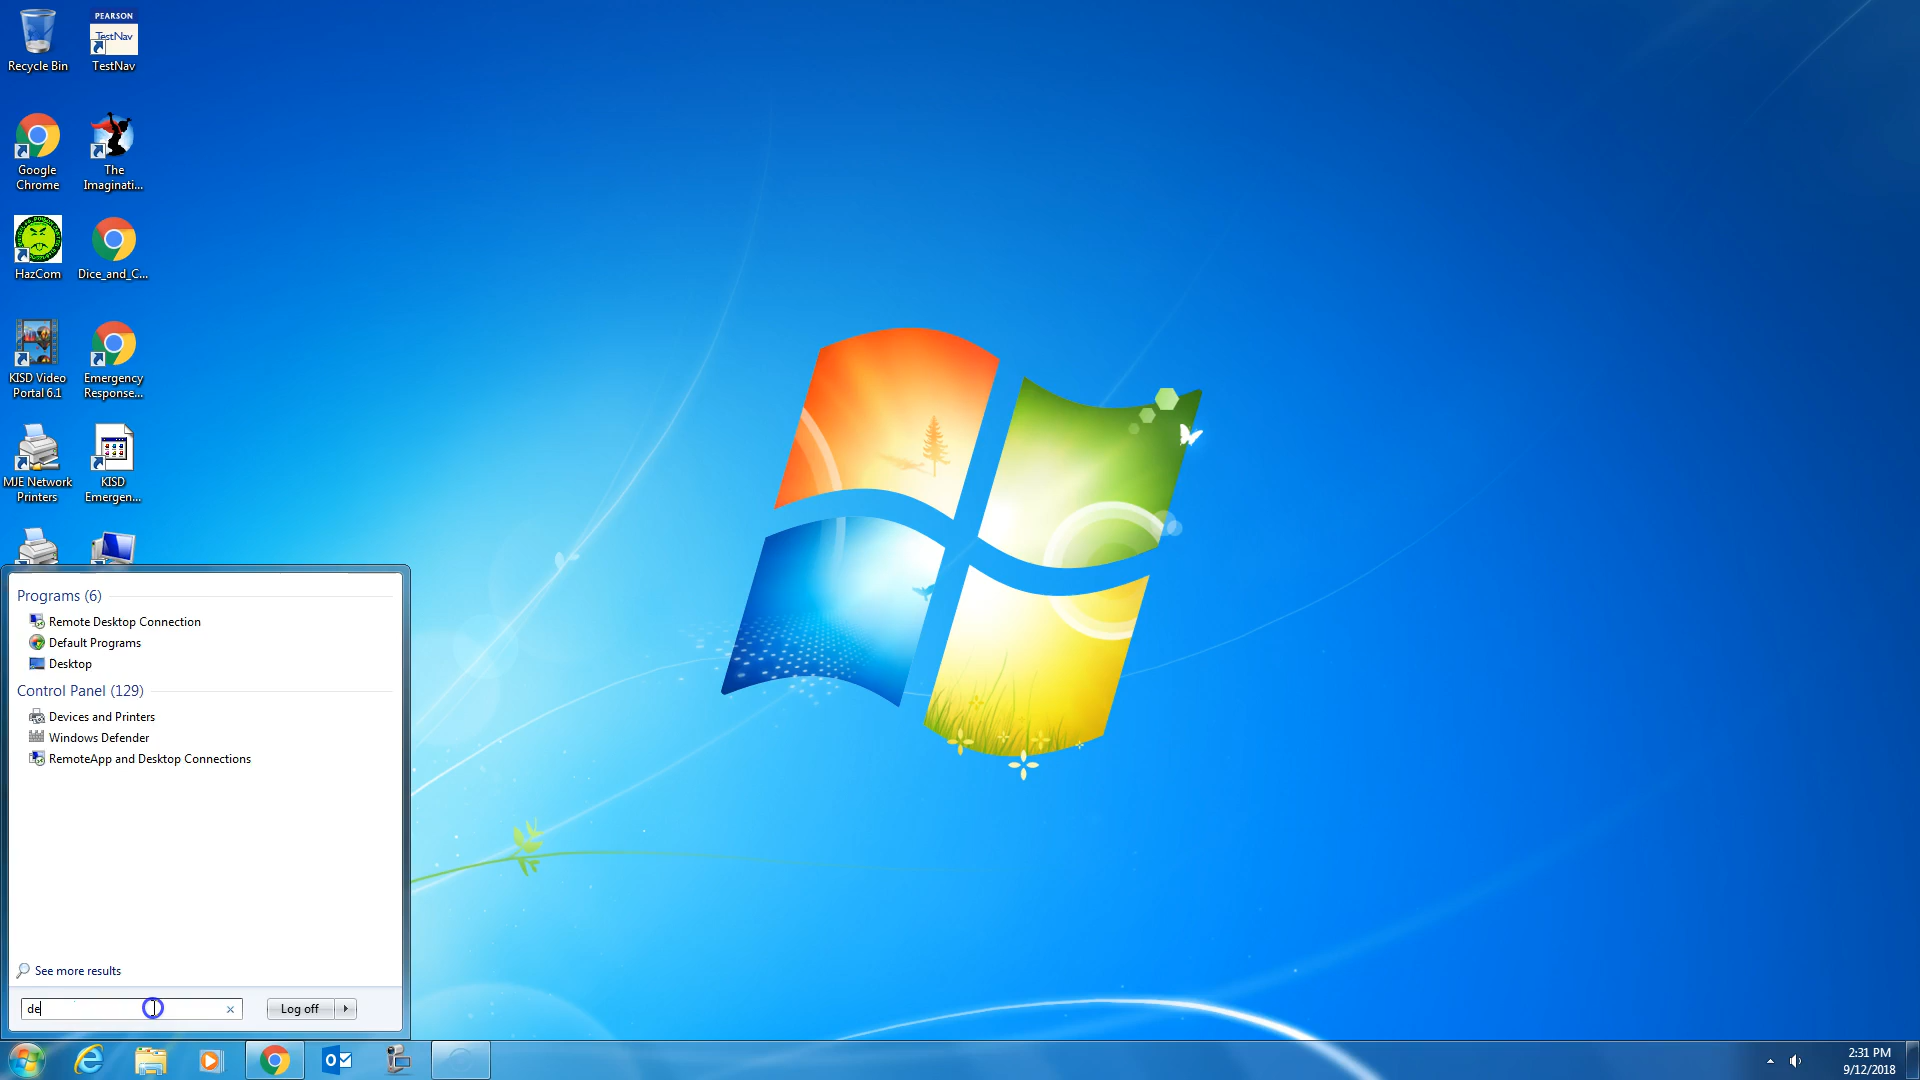 Recycle Bin
PEARSON
TestNav
TestNav
Google
Chrome
The
Imaginati...
HazCom
Dice_and_C...
KISD Video
Portal 6.1
Emergency
Response...
MJE Network
Printers
KISD
Emergen...
Programs (6)
Remote Desktop Connection
Default Programs
Desktop
Control Panel (129)
Devices and Printers
Windows Defender
RemoteApp and Desktop Connections
See more results
de
Log off
2:31 PM
9/12/2018